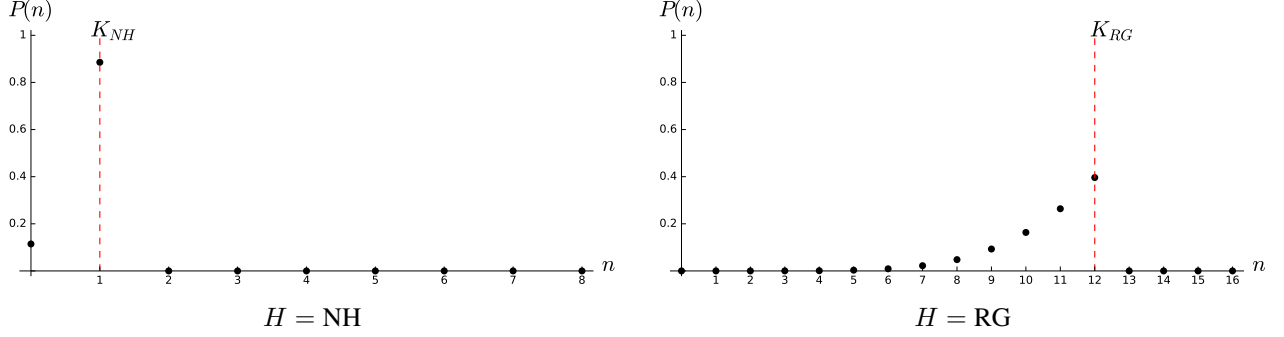 P(n)
K_NH
1
0.8
0.6
0.4
0.2
1 2 3 4 5 6 7 8 n
H = NH
P(n)
K_RG
1
0.8
0.6
0.4
0.2
1 2 3 4 5 6 7 8 9 10 11 12 13 14 15 16 n
H = RG